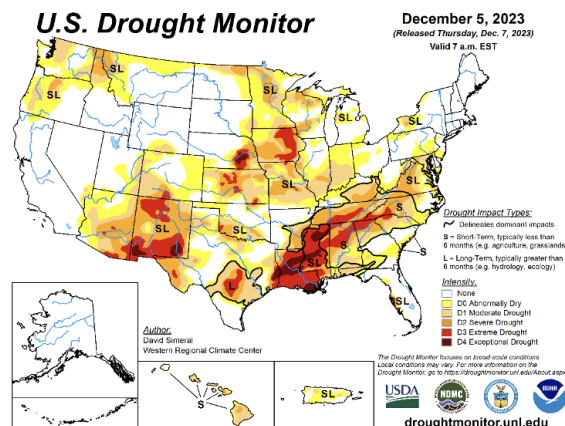 U.S. Drought Monitor
December 5, 2023
(Released Thursday, Dec. 7, 2023)
Valid 7 a.m. EST
SL
SL
SL
SL
SL
SL
SL
SL
SL
S
SL
S
SL
L
S
SL
Drought Impact Types:
Delineates dominant impacts
S = Short-Term, typically less than
6 months (e.g. agriculture, grasslands
L = Long-Term, typically greater than
6 months (e.g. hydrology, ecology)
Intensity:
None
D0 Abnormally Dry
D1 Moderate Drought
D2 Severe Drought
D3 Extreme Drought
D4 Exceptional Drought
Author:
David Simeral
Western Regional Climate Center
S
SL
The Drought Monitor focuses on broad-scale conditions.
Local conditions may vary. For more information on the
Drought Monitor, go to https://droughtmonitor.unl.edu/About.aspx
USDA
NDMC
NOAA
droughtmonitor.unl.edu